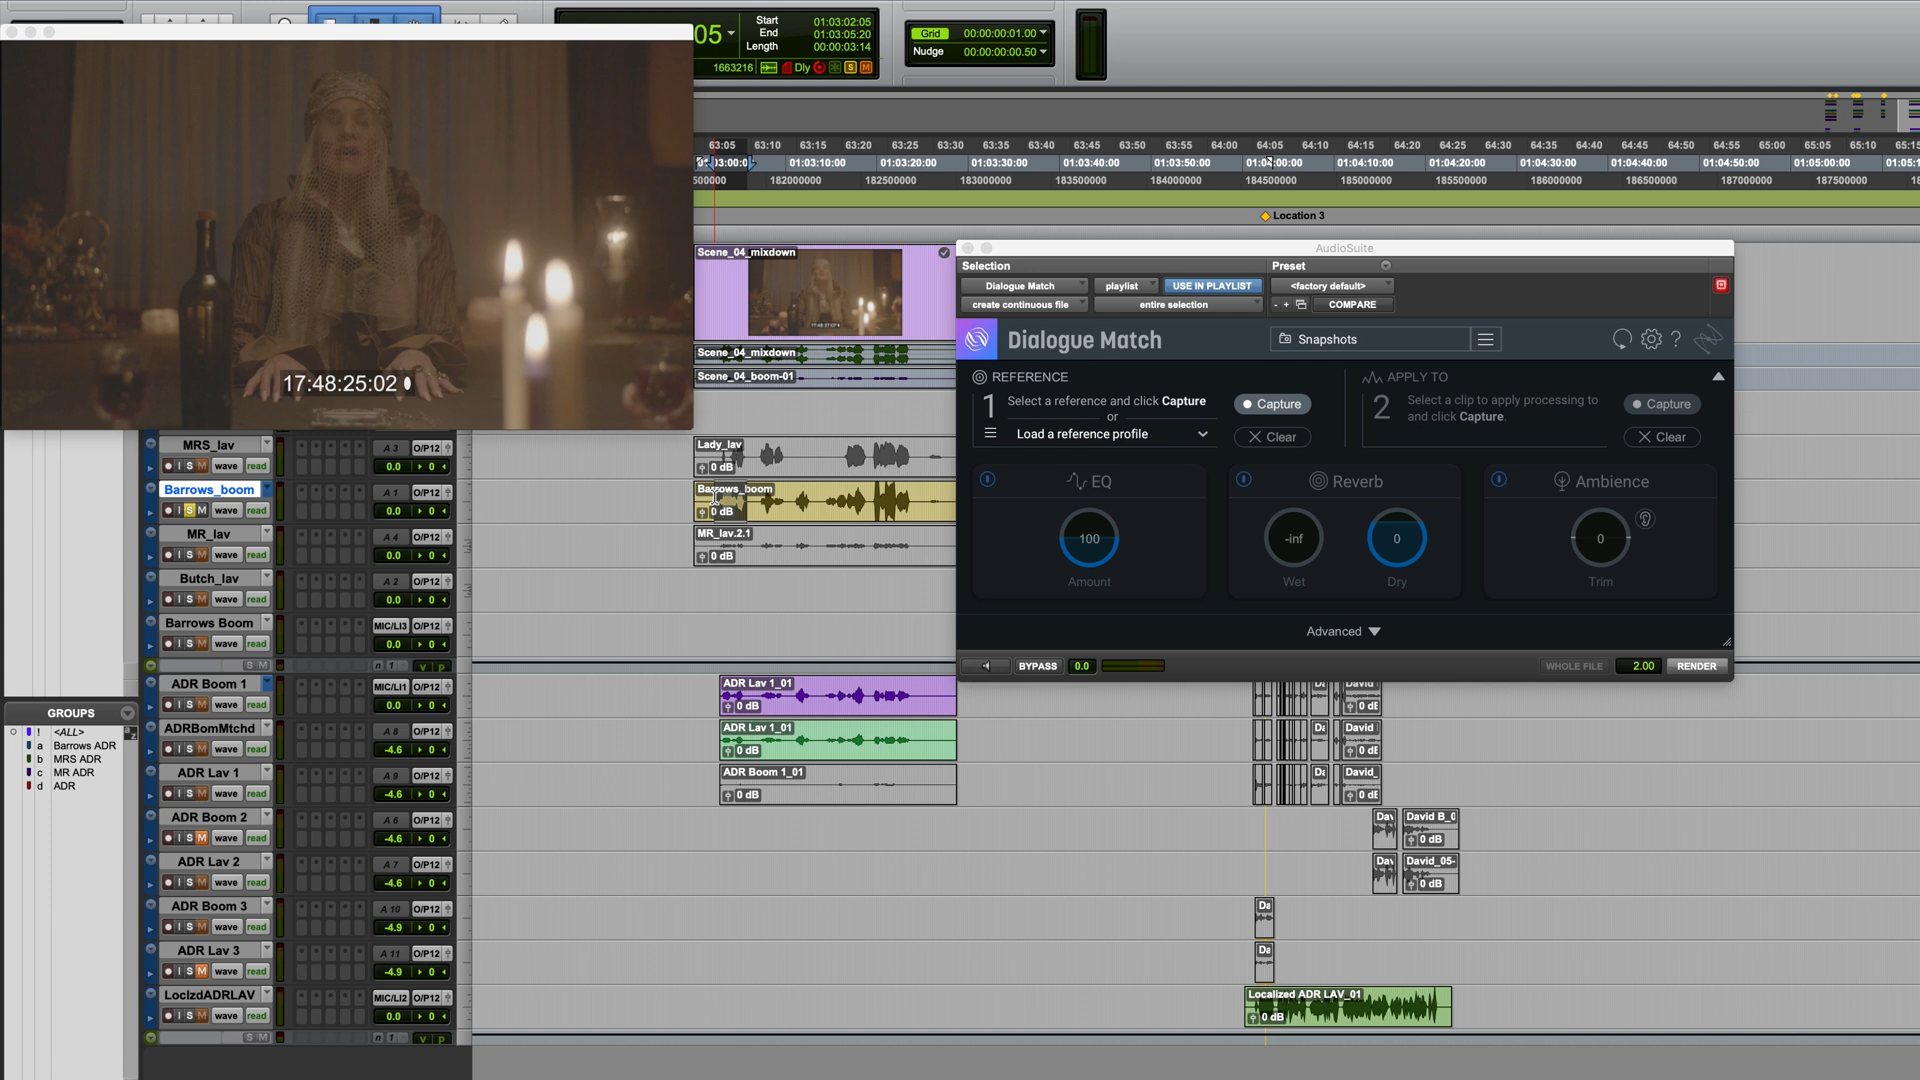 05
Start 01:03:02:05
End 01:03:05:20
Length 00:00:03:14
1663216 Dly S M
Grid 00:00:00:01.00
Nudge 00:00:00:00.50
63:05 63:10 63:15 63:20 63:25 63:30 63:35 63:40 63:45 63:50 63:55 64:00 64:05 64:10 64:15 64:20 64:25 64:30 64:35 64:40 64:45 64:50 64:55 65:00 65:05 65:10 65:15
01:03:00:0 01:03:10:00 01:03:20:00 01:03:30:00 01:03:40:00 01:03:50:00 01:04:00:00 01:04:10:00 01:04:20:00 01:04:30:00 01:04:40:00 01:04:50:00 01:05:00:00
500000 182000000 182500000 183000000 183500000 184000000 184500000 185000000 185500000 186000000 186500000 187000000 187500000
Location 3
17:48:25:02
Scene_04_mixdown
Scene_04_mixdown
Scene_04_boom-01
AudioSuite
Selection
Preset
Dialogue Match
playlist
USE IN PLAYLIST
<factory default>
create continuous file
entire selection
- +
COMPARE
Dialogue Match
Snapshots
?
REFERENCE
1
Select a reference and click Capture
or
Load a reference profile
Capture
Clear
APPLY TO
2
Select a clip to apply processing to
and click Capture.
Capture
Clear
EQ
100
Amount
Reverb
-inf
Wet
0
Dry
Ambience
0
Trim
Advanced
BYPASS
0.0
WHOLE FILE
2.00
RENDER
MRS_lav A 3 O/P12
I S M wave read 0.0 0
Lady_lav
0 dB
Barrows_boom A 1 O/P12
I S M wave read 0.0 0
Barrows_boom
0 dB
MR_lav A 4 O/P12
I S M wave read 0.0 0
MR_lav.2.1
0 dB
Butch_lav A 2 O/P12
I S M wave read 0.0 0
Barrows Boom MIC/LI3 O/P12
I S M wave read 0.0 0
S M n 1 v p
ADR Boom 1 MIC/LI1 O/P12
I S M wave read 0.0 0
ADR Lav 1_01
0 dB
David
ADRBomMtchd A 8 O/P12
I S M wave read -4.6 0
ADR Lav 1_01
0 dB
David
ADR Lav 1 A 9 O/P12
I S M wave read -4.6 0
ADR Boom 1_01
0 dB
David_
ADR Boom 2 A 6 O/P12
I S M wave read -4.6 0
Dav
David B_0
0 dB
ADR Lav 2 A 7 O/P12
I S M wave read -4.6 0
Dav
David_05-
0 dB
ADR Boom 3 A 10 O/P12
I S M wave read -4.9 0
Da
ADR Lav 3 A 11 O/P12
I S M wave read -4.9 0
Da
LoclzdADRLAV MIC/LI2 O/P12
I S M wave read 0.0 0
Localized ADR LAV_01
0 dB
S M n 1 v p
GROUPS
! <ALL>
a Barrows ADR
b MRS ADR
c MR ADR
d ADR